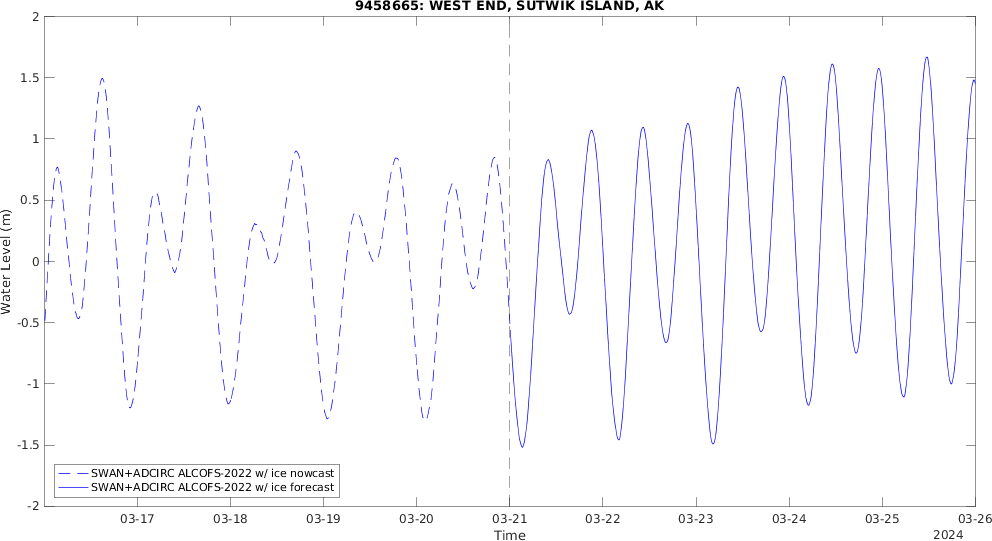 9458665: WEST END, SUTWIK ISLAND, AK
2
1.5
1
0.5
0
-0.5
-1
-1.5
-2
Water Level (m)
SWAN+ADCIRC ALCOFS-2022 w/ ice nowcast
SWAN+ADCIRC ALCOFS-2022 w/ ice forecast
03-17 03-18 03-19 03-20 03-21 03-22 03-23 03-24 03-25 03-26
Time
2024